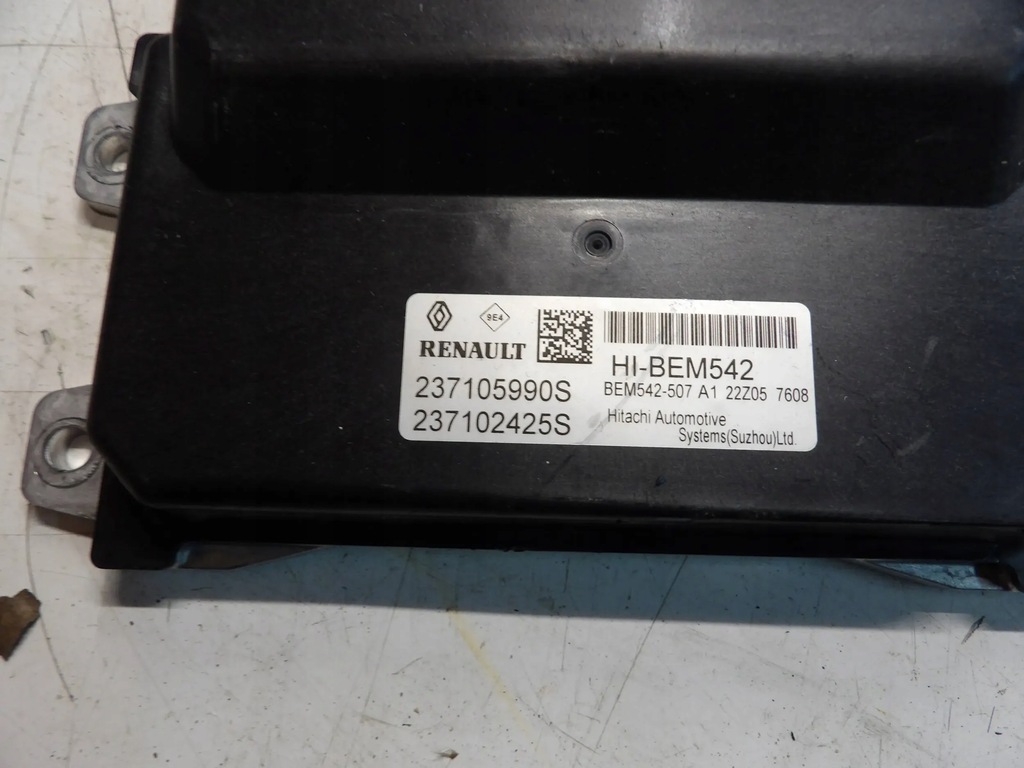 9E4
RENAULT
237105990S
237102425S
HI-BEM542
BEM542-507 A1 22Z05 7608
Hitachi Automotive
Systems(Suzhou)Ltd.